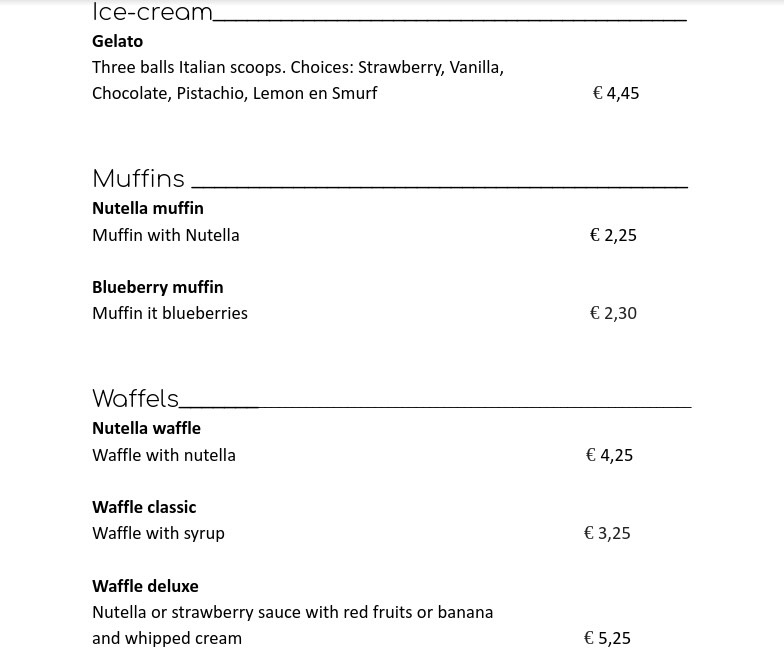 Ice-cream
Gelato
Three balls Italian scoops. Choices: Strawberry, Vanilla,
Chocolate, Pistachio, Lemon en Smurf € 4,45
Muffins
Nutella muffin
Muffin with Nutella € 2,25
Blueberry muffin
Muffin it blueberries € 2,30
Waffels
Nutella waffle
Waffle with nutella € 4,25
Waffle classic
Waffle with syrup € 3,25
Waffle deluxe
Nutella or strawberry sauce with red fruits or banana
and whipped cream € 5,25